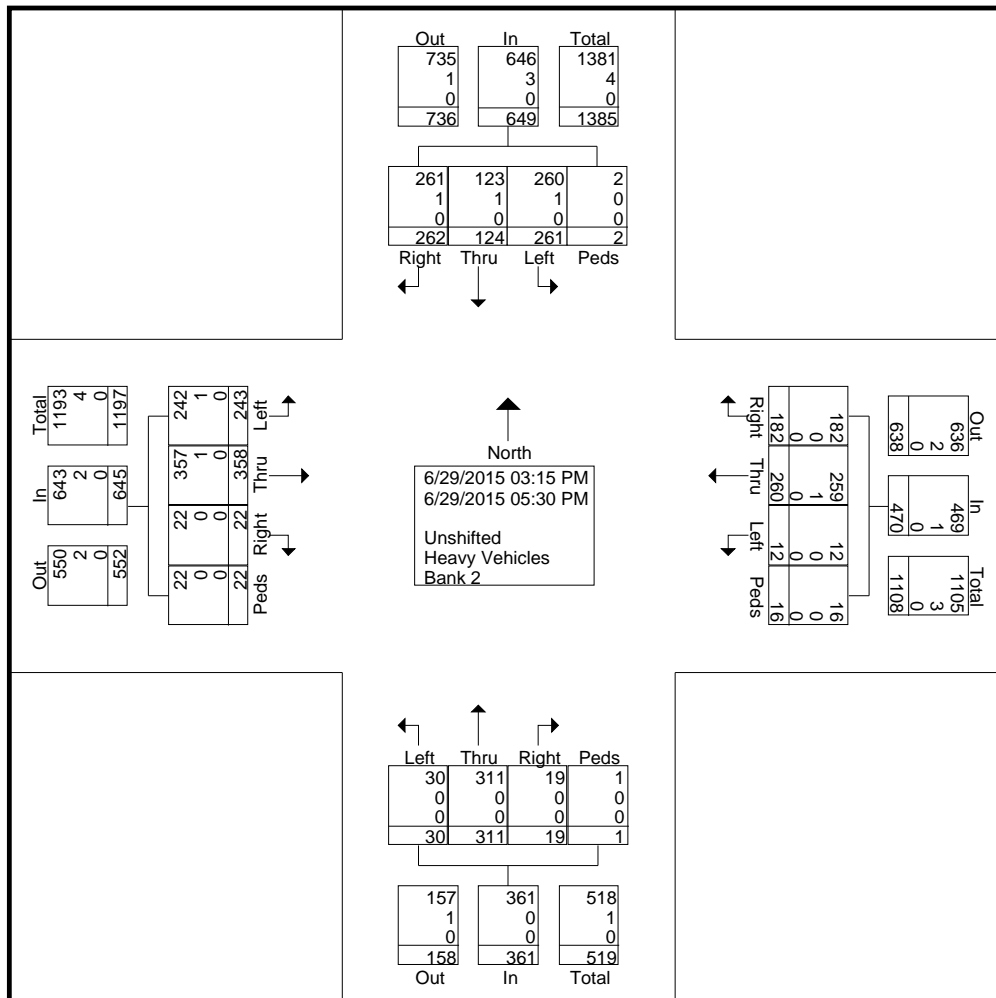 Out In Total
735 646 1381
1 3 4
0 0 0
736 649 1385
261 123 260 2
1 1 1 0
0 0 0 0
262 124 261 2
Right Thru Left Peds
Total
1193 4 0 1197
In
643 2 0 645
Out
550 2 0 552
242 1 0 243
Left
357 1 0 358
Thru
22 0 0 22
Right
22 0 0 22
Peds
North
6/29/2015 03:15 PM
6/29/2015 05:30 PM
Unshifted
Heavy Vehicles
Bank 2
Right
182 0 0 182
Thru
259 1 0 260
Left
12 0 0 12
Peds
16 0 0 16
Out
636 2 0 638
In
469 1 0 470
Total
1105 3 0 1108
Left Thru Right Peds
30 311 19 1
0 0 0 0
0 0 0 0
30 311 19 1
157 361 518
1 0 1
0 0 0
158 361 519
Out In Total